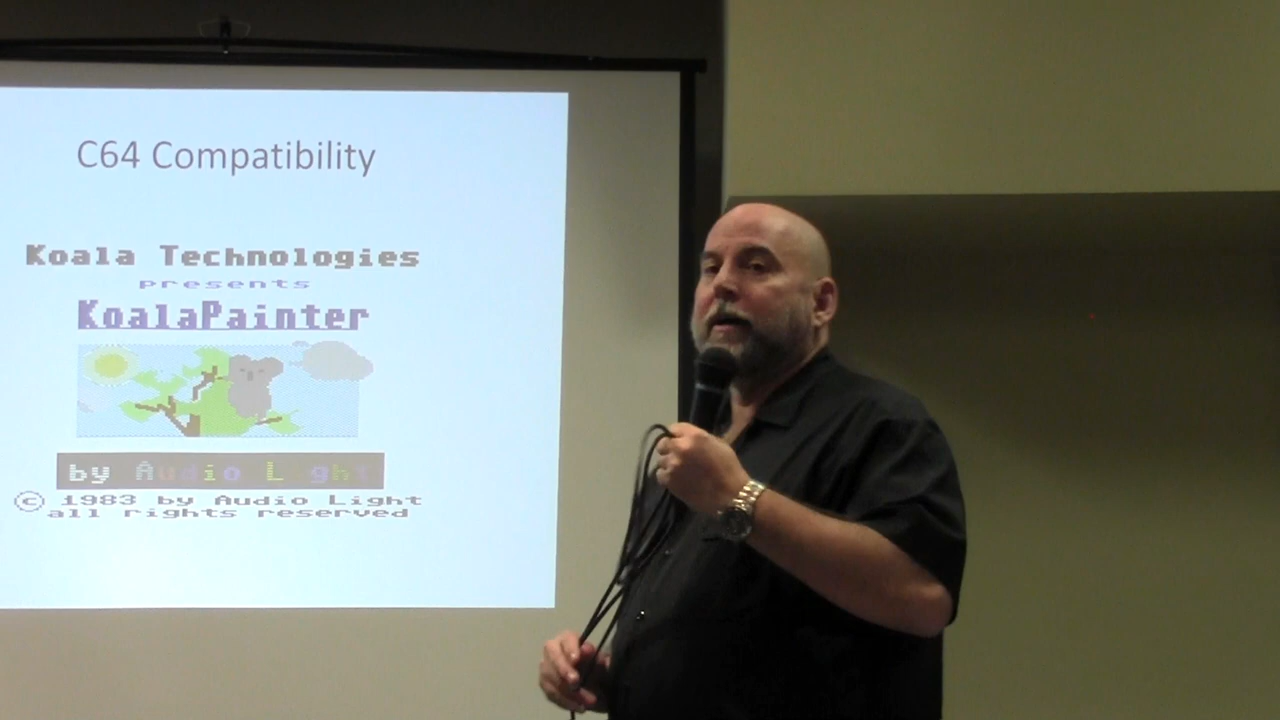 C64 Compatibility
Koala Technologies
presents
KoalaPainter
by Audio Light
© 1983 by Audio Light
all rights reserved